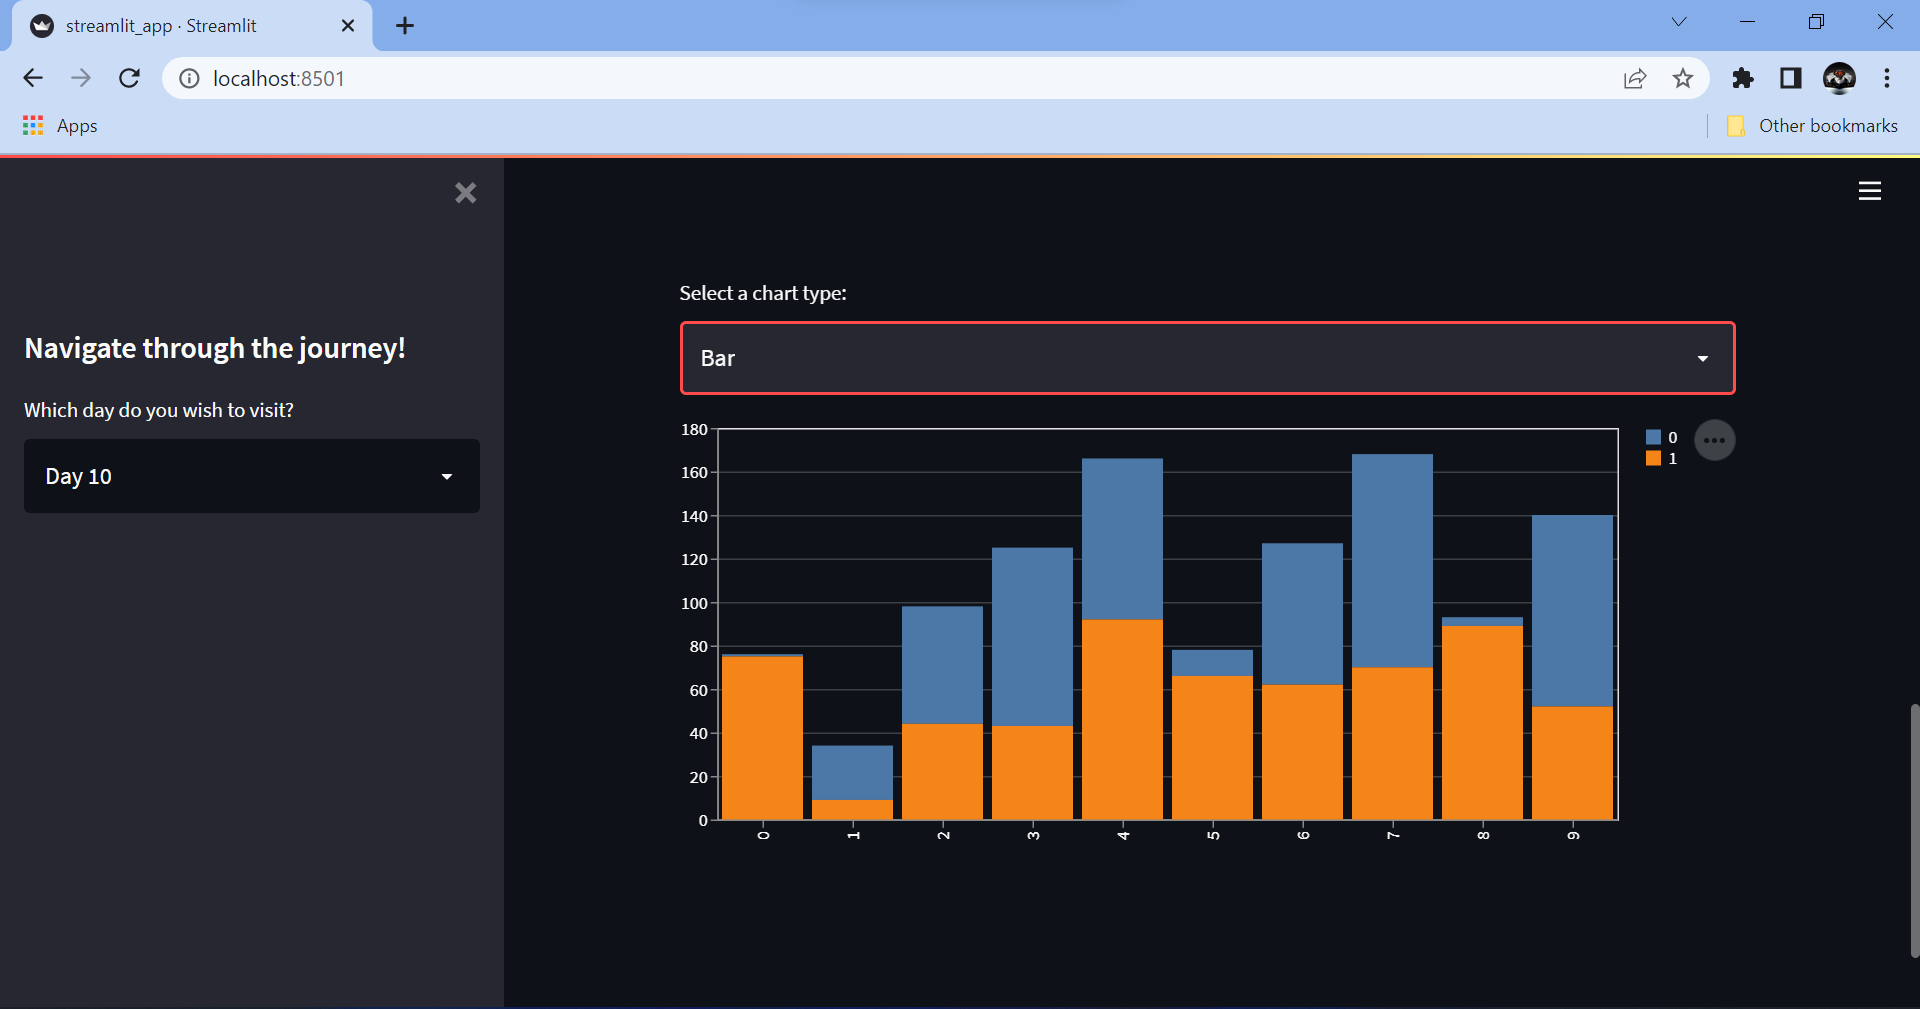 streamlit_app · Streamlit
localhost:8501
Apps
Other bookmarks
Navigate through the journey!
Which day do you wish to visit?
Day 10
Select a chart type:
Bar
180
160
140
120
100
80
60
40
20
0
0 1 2 3 4 5 6 7 8 9
0
1